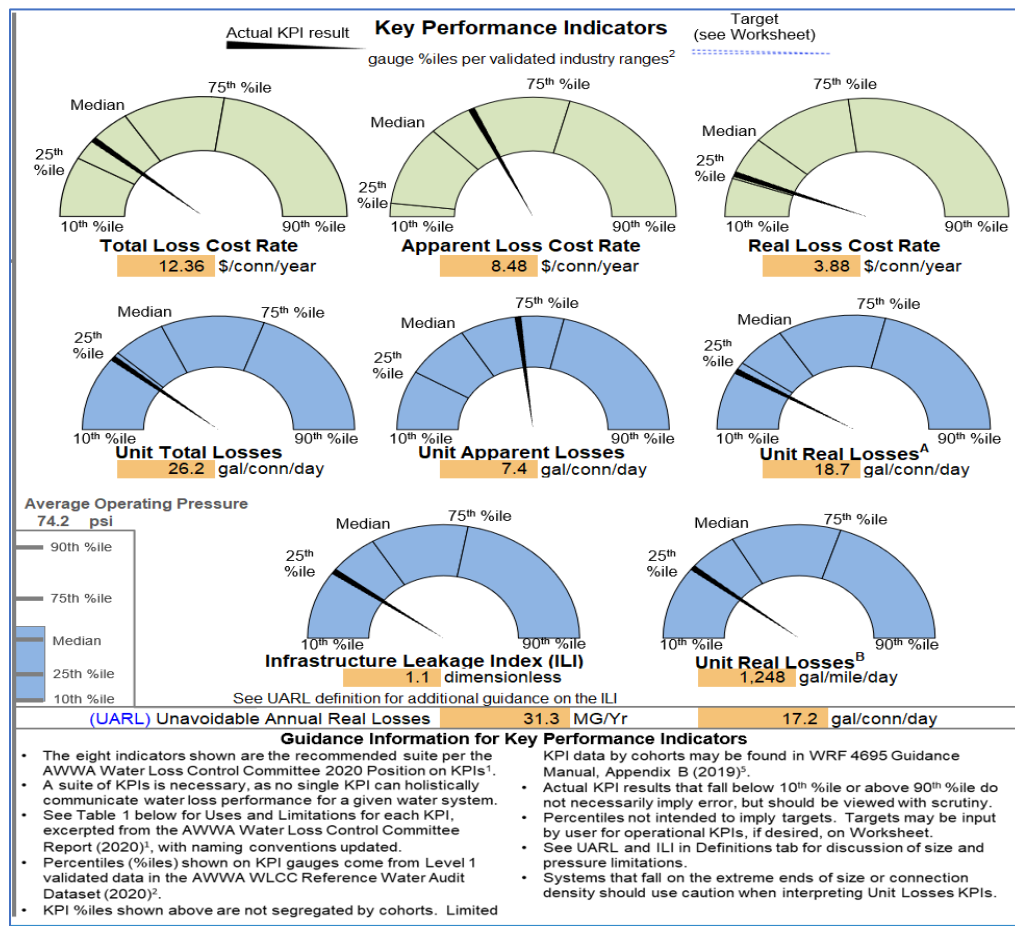 Key Performance Indicators
Actual KPI result
Target
(see Worksheet)
gauge %iles per validated industry ranges2
10th %ile
25th
%ile
Median
75th %ile
90th %ile
Total Loss Cost Rate
12.36 $/conn/year
10th %ile
25th
%ile
Median
75th %ile
90th %ile
Apparent Loss Cost Rate
8.48 $/conn/year
10th %ile
25th
%ile
Median
75th %ile
90th %ile
Real Loss Cost Rate
3.88 $/conn/year
10th %ile
25th
%ile
Median
75th %ile
90th %ile
Unit Total Losses
26.2 gal/conn/day
10th %ile
25th
%ile
Median
75th %ile
90th %ile
Unit Apparent Losses
7.4 gal/conn/day
10th %ile
25th
%ile
Median
75th %ile
90th %ile
Unit Real LossesA
18.7 gal/conn/day
Average Operating Pressure
74.2 psi
90th %ile
75th %ile
Median
25th %ile
10th %ile
10th %ile
25th
%ile
Median
75th %ile
90th %ile
Infrastructure Leakage Index (ILI)
1.1 dimensionless
See UARL definition for additional guidance on the ILI
10th %ile
25th
%ile
Median
75th %ile
90th %ile
Unit Real LossesB
1,248 gal/mile/day
(UARL) Unavoidable Annual Real Losses 31.3 MG/Yr 17.2 gal/conn/day
Guidance Information for Key Performance Indicators
• The eight indicators shown are the recommended suite per the
AWWA Water Loss Control Committee 2020 Position on KPIs1.
• A suite of KPIs is necessary, as no single KPI can holistically
communicate water loss performance for a given water system.
• See Table 1 below for Uses and Limitations for each KPI,
excerpted from the AWWA Water Loss Control Committee
Report (2020)1, with naming conventions updated.
• Percentiles (%iles) shown on KPI gauges come from Level 1
validated data in the AWWA WLCC Reference Water Audit
Dataset (2020)2.
• KPI %iles shown above are not segregated by cohorts. Limited
KPI data by cohorts may be found in WRF 4695 Guidance
Manual, Appendix B (2019)5.
• Actual KPI results that fall below 10th %ile or above 90th %ile do
not necessarily imply error, but should be viewed with scrutiny.
• Percentiles not intended to imply targets. Targets may be input
by user for operational KPIs, if desired, on Worksheet.
• See UARL and ILI in Definitions tab for discussion of size and
pressure limitations.
• Systems that fall on the extreme ends of size or connection
density should use caution when interpreting Unit Losses KPIs.